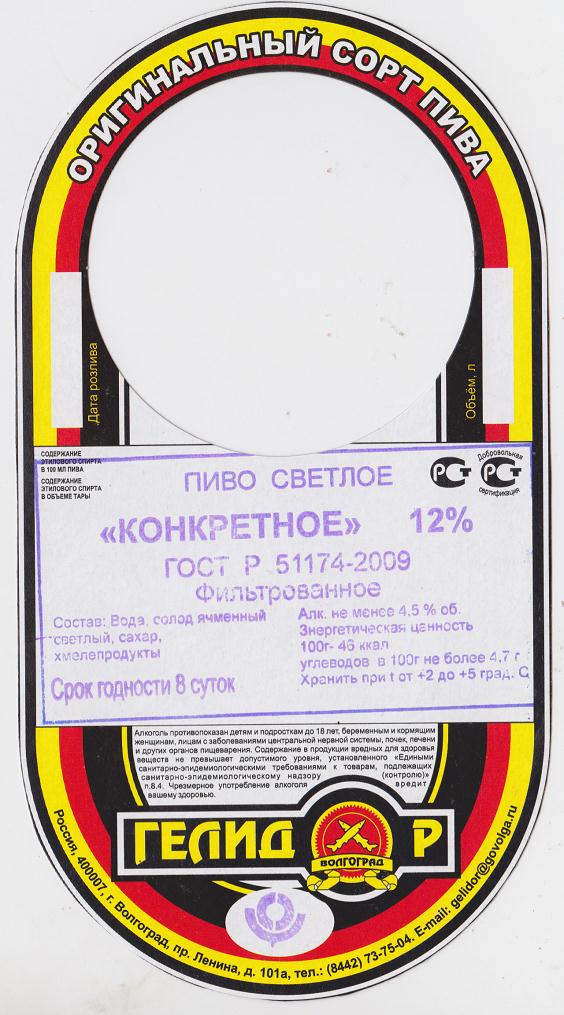 ОРИГИНАЛЬНЫЙ СОРТ ПИВА
Дата розлива
Объём, л
СОДЕРЖАНИЕ
ЭТИЛОВОГО СПИРТА
В 100 МЛ ПИВА
СОДЕРЖАНИЕ
ЭТИЛОВОГО СПИРТА
В ОБЪЕМЕ ТАРЫ
Добровольная
сертификация
ПИВО СВЕТЛОЕ
«КОНКРЕТНОЕ» 12%
ГОСТ Р 51174-2009
Фильтрованное
Состав: Вода, солод ячменный
светлый, сахар,
хмелепродукты
Срок годности 8 суток
Алк. не менее 4,5 % об.
Энергетическая ценность
100г- 46 ккал
углеводов в 100г не более 4,7 г
Хранить при t от +2 до +5 град. С
Алкоголь противопоказан детям и подросткам до 18 лет, беременным и кормящим
женщинам, лицам с заболеваниями центральной нервной системы, почек, печени
и других органов пищеварения. Содержание в продукции вредных для здоровья
веществ не превышает допустимого уровня, установленного «Едиными
санитарно-эпидемиологическими требованиями к товарам, подлежащих
санитарно-эпидемиологическому надзору (контролю)»
п.8.4. Чрезмерное употребление алкоголя вредит
вашему здоровью.
ГЕЛИД Р
ВОЛГОГРАД
Россия, 400007, г. Волгоград, пр. Ленина, д. 101а, тел.: (8442) 73-75-04. E-mail: gelidor@govolga.ru